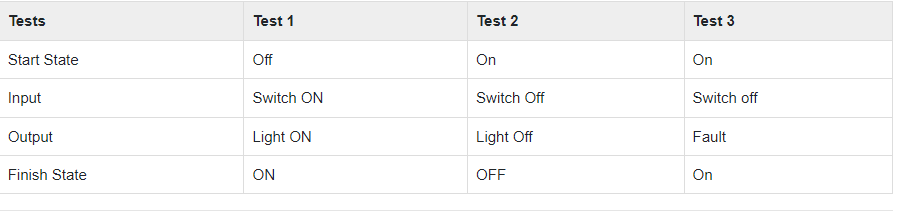 Tests Test 1 Test 2 Test 3
Start State Off On On
Input Switch ON Switch Off Switch off
Output Light ON Light Off Fault
Finish State ON OFF On